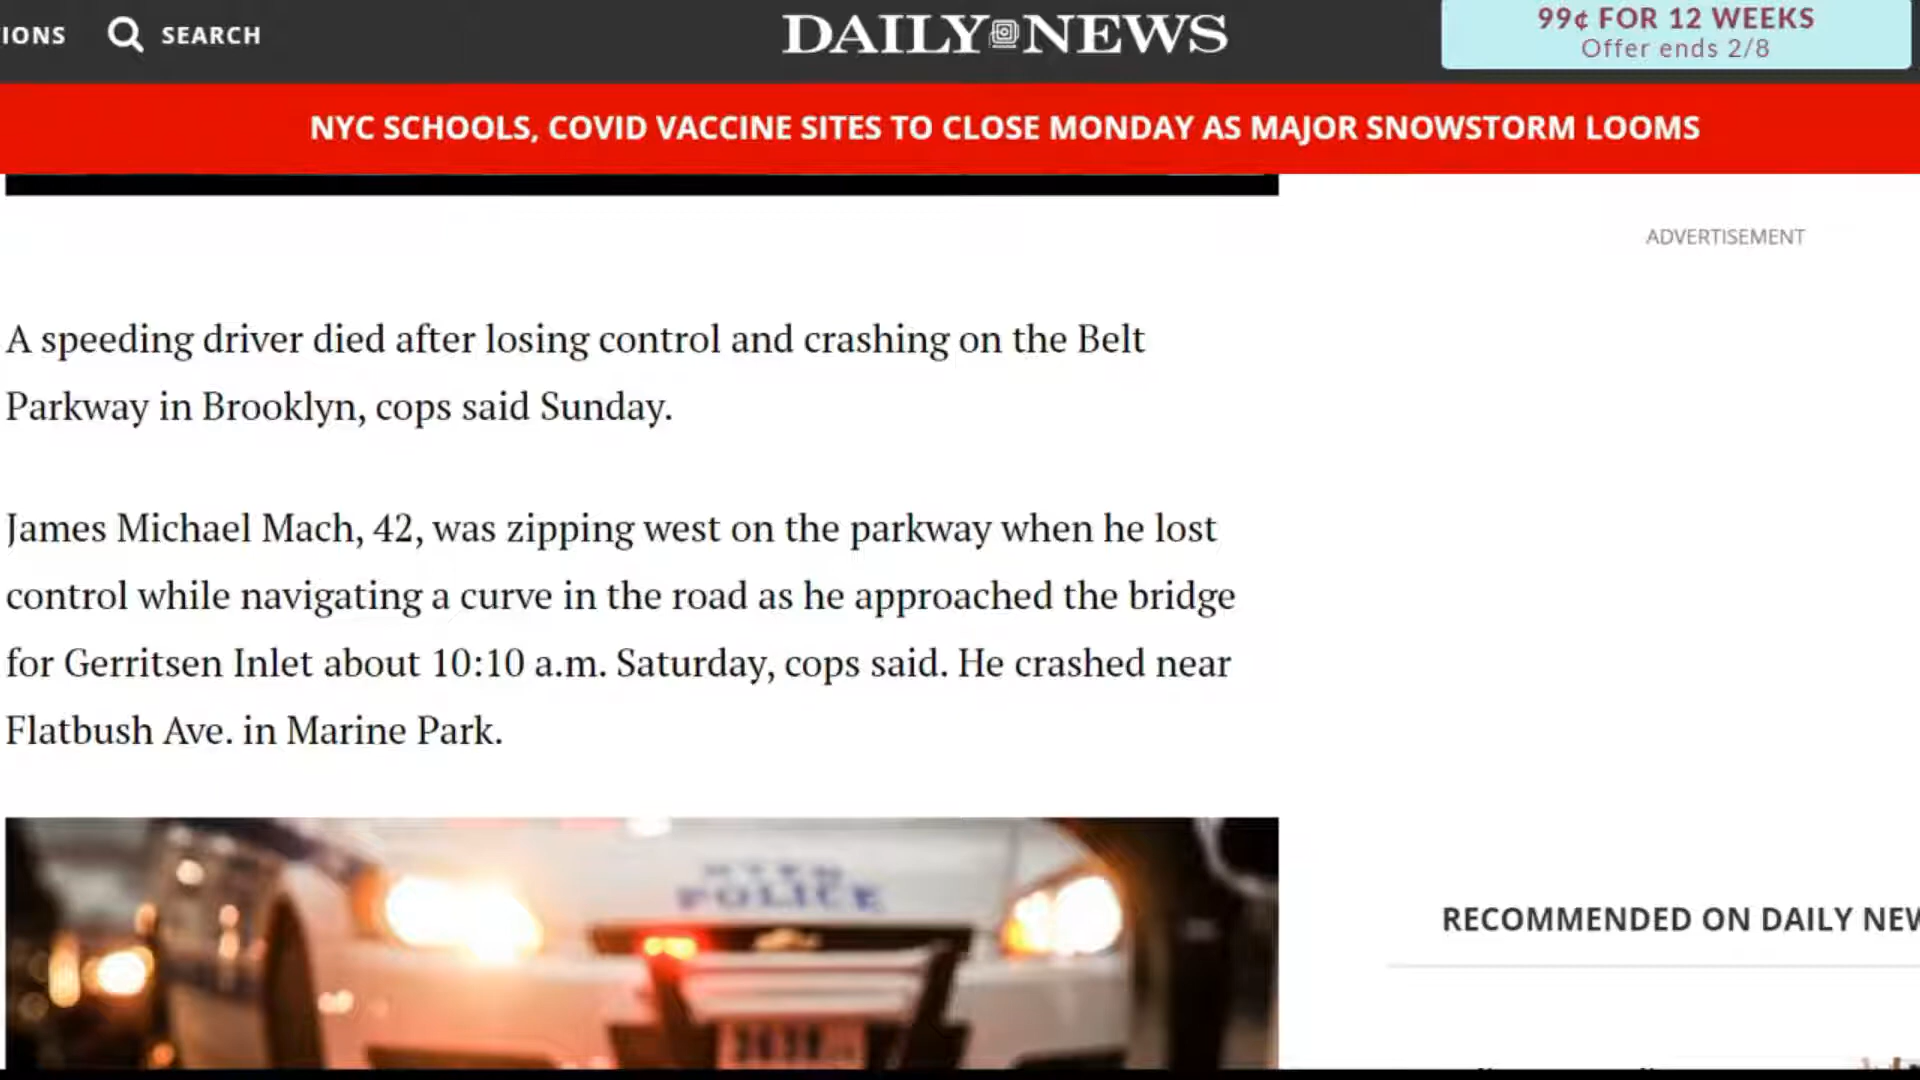 IONS
SEARCH
DAILY NEWS
99¢ FOR 12 WEEKS
Offer ends 2/8
NYC SCHOOLS, COVID VACCINE SITES TO CLOSE MONDAY AS MAJOR SNOWSTORM LOOMS
ADVERTISEMENT
A speeding driver died after losing control and crashing on the Belt
Parkway in Brooklyn, cops said Sunday.
James Michael Mach, 42, was zipping west on the parkway when he lost
control while navigating a curve in the road as he approached the bridge
for Gerritsen Inlet about 10:10 a.m. Saturday, cops said. He crashed near
Flatbush Ave. in Marine Park.
POLICE
RECOMMENDED ON DAILY NEW